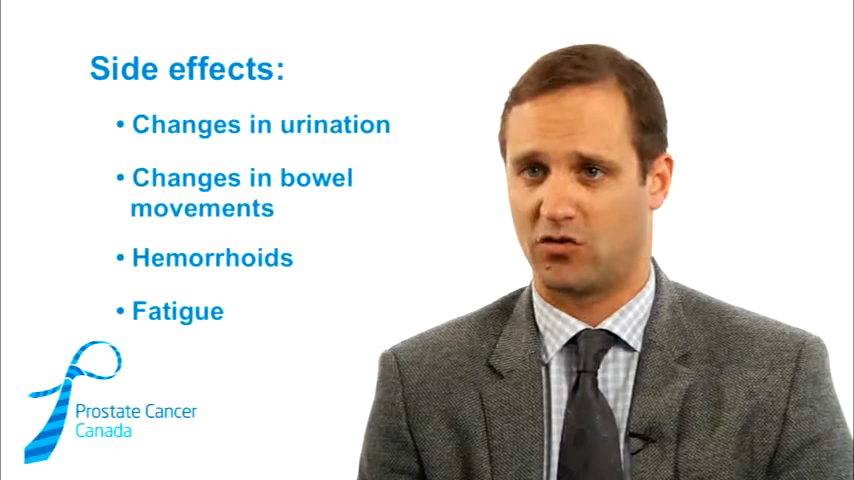 Side effects:
• Changes in urination
• Changes in bowel
movements
• Hemorrhoids
• Fatigue
Prostate Cancer
Canada